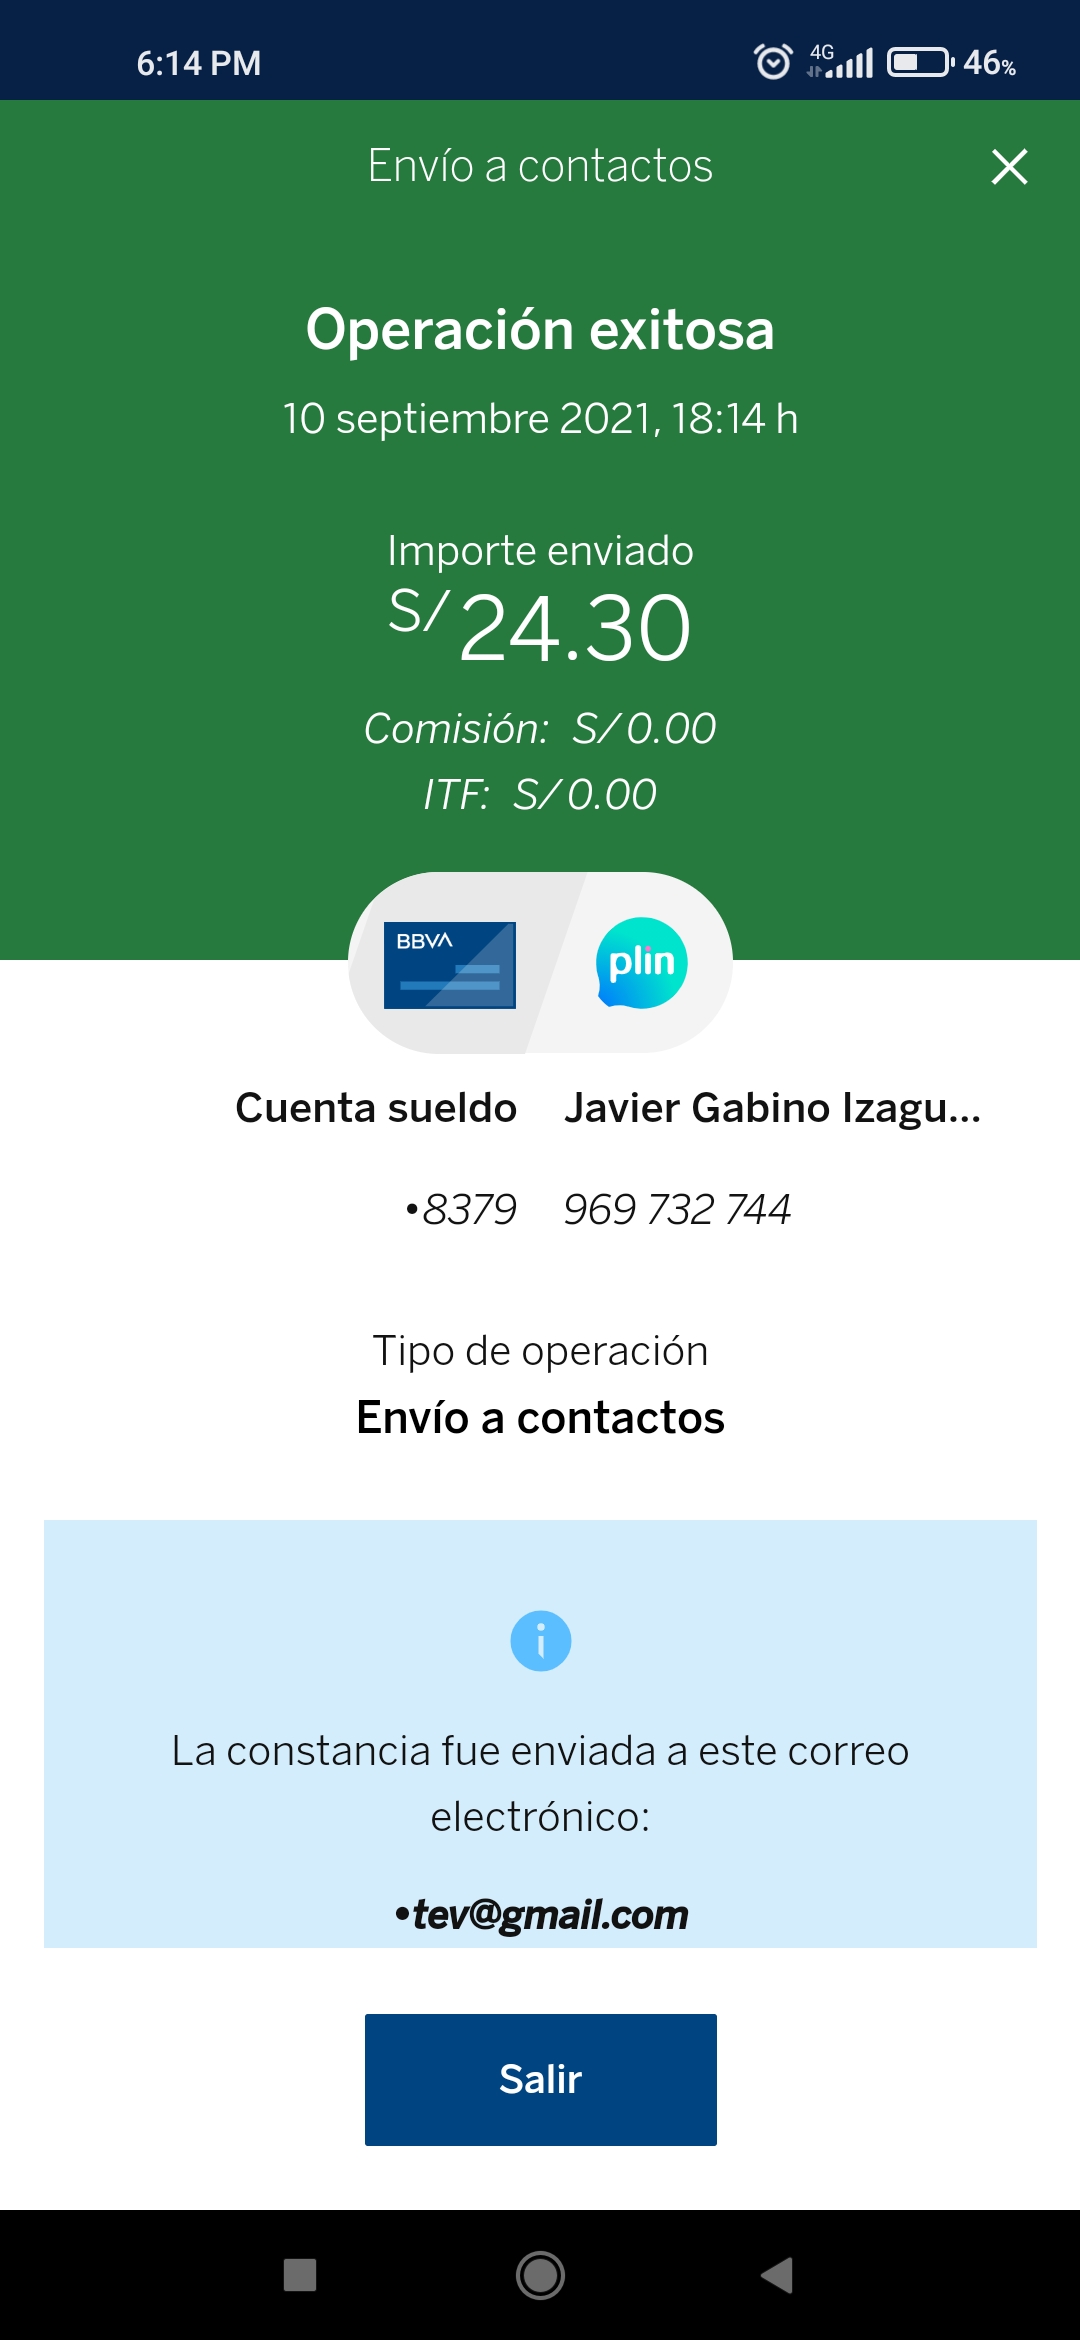 6:14 PM
4G
46%
Envío a contactos
Operación exitosa
10 septiembre 2021, 18:14 h
Importe enviado
S/24.30
Comisión: S/0.00
ITF: S/0.00
BBVA
plin
Cuenta sueldo
Javier Gabino Izagu...
•8379
969 732 744
Tipo de operación
Envío a contactos
La constancia fue enviada a este correo
electrónico:
•tev@gmail.com
Salir